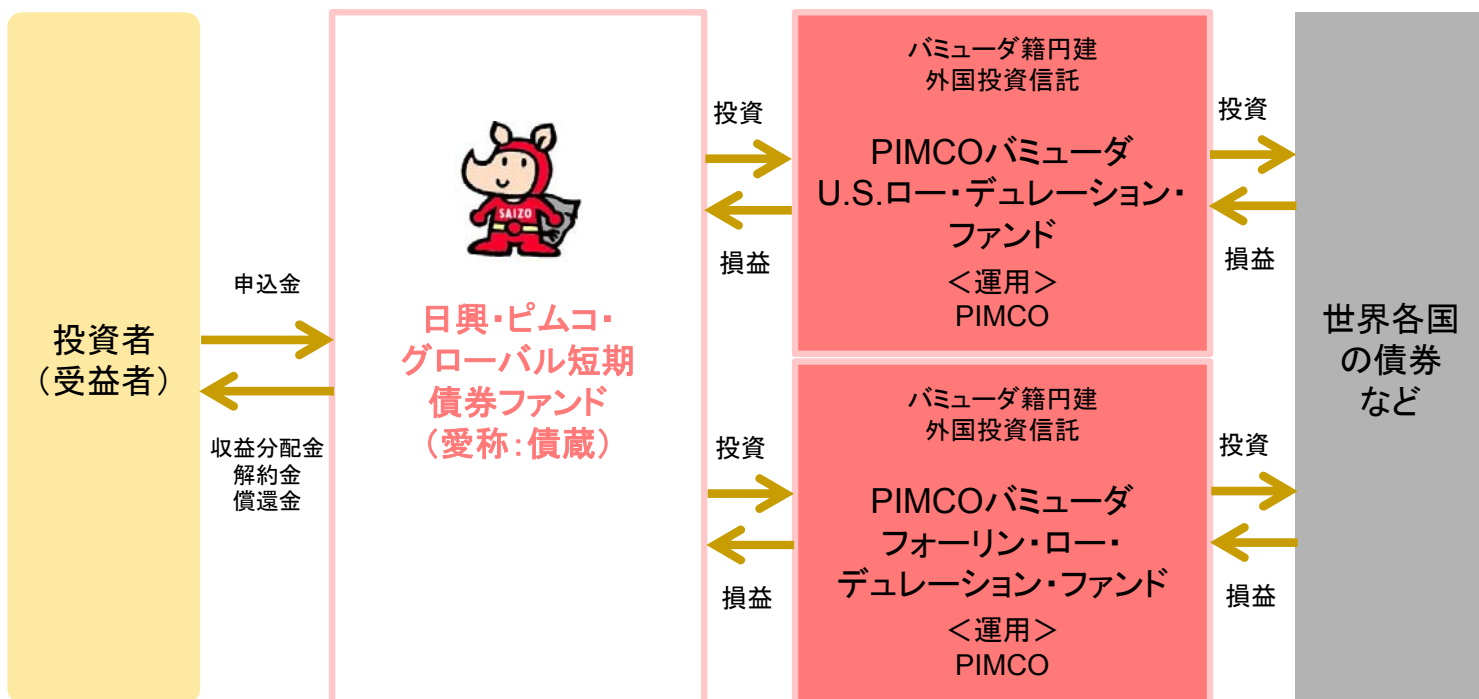 投資者
（受益者）
申込金
収益分配金
解約金
償還金
SAIZO
日興・ピムコ・
グローバル短期
債券ファンド
（愛称：債蔵）
投資
損益
投資
損益
バミューダ籍円建
外国投資信託
PIMCOバミューダ
U.S.ロー・デュレーション・
ファンド
＜運用＞
PIMCO
バミューダ籍円建
外国投資信託
PIMCOバミューダ
フォーリン・ロー・
デュレーション・ファンド
＜運用＞
PIMCO
投資
損益
投資
損益
世界各国
の債券
など